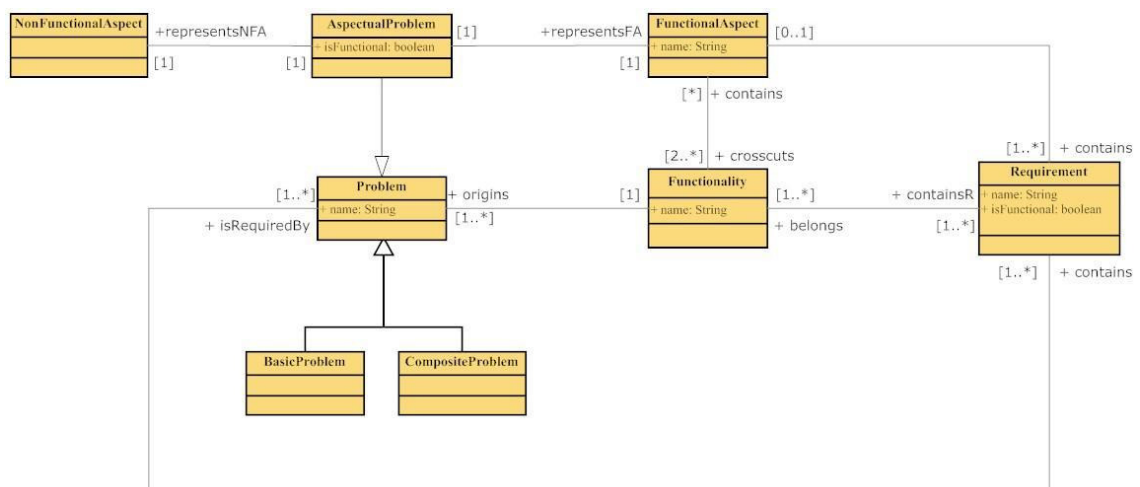 NonFunctionalAspect
+representsNFA
[1]
[1]
AspectualProblem
+ isFunctional: boolean
[1]
+representsFA
[1]
FunctionalAspect
+ name: String
[0..1]
[*] + contains
[2..*] + crosscuts
[1..*] + contains
Problem
+ name: String
[1..*]
+ isRequiredBy
+ origins
[1..*]
[1]
Functionality
+ name: String
[1..*]
+ belongs
+ containsR
[1..*]
Requirement
+ name: String
+ isFunctional: boolean
[1..*] + contains
BasicProblem
CompositeProblem